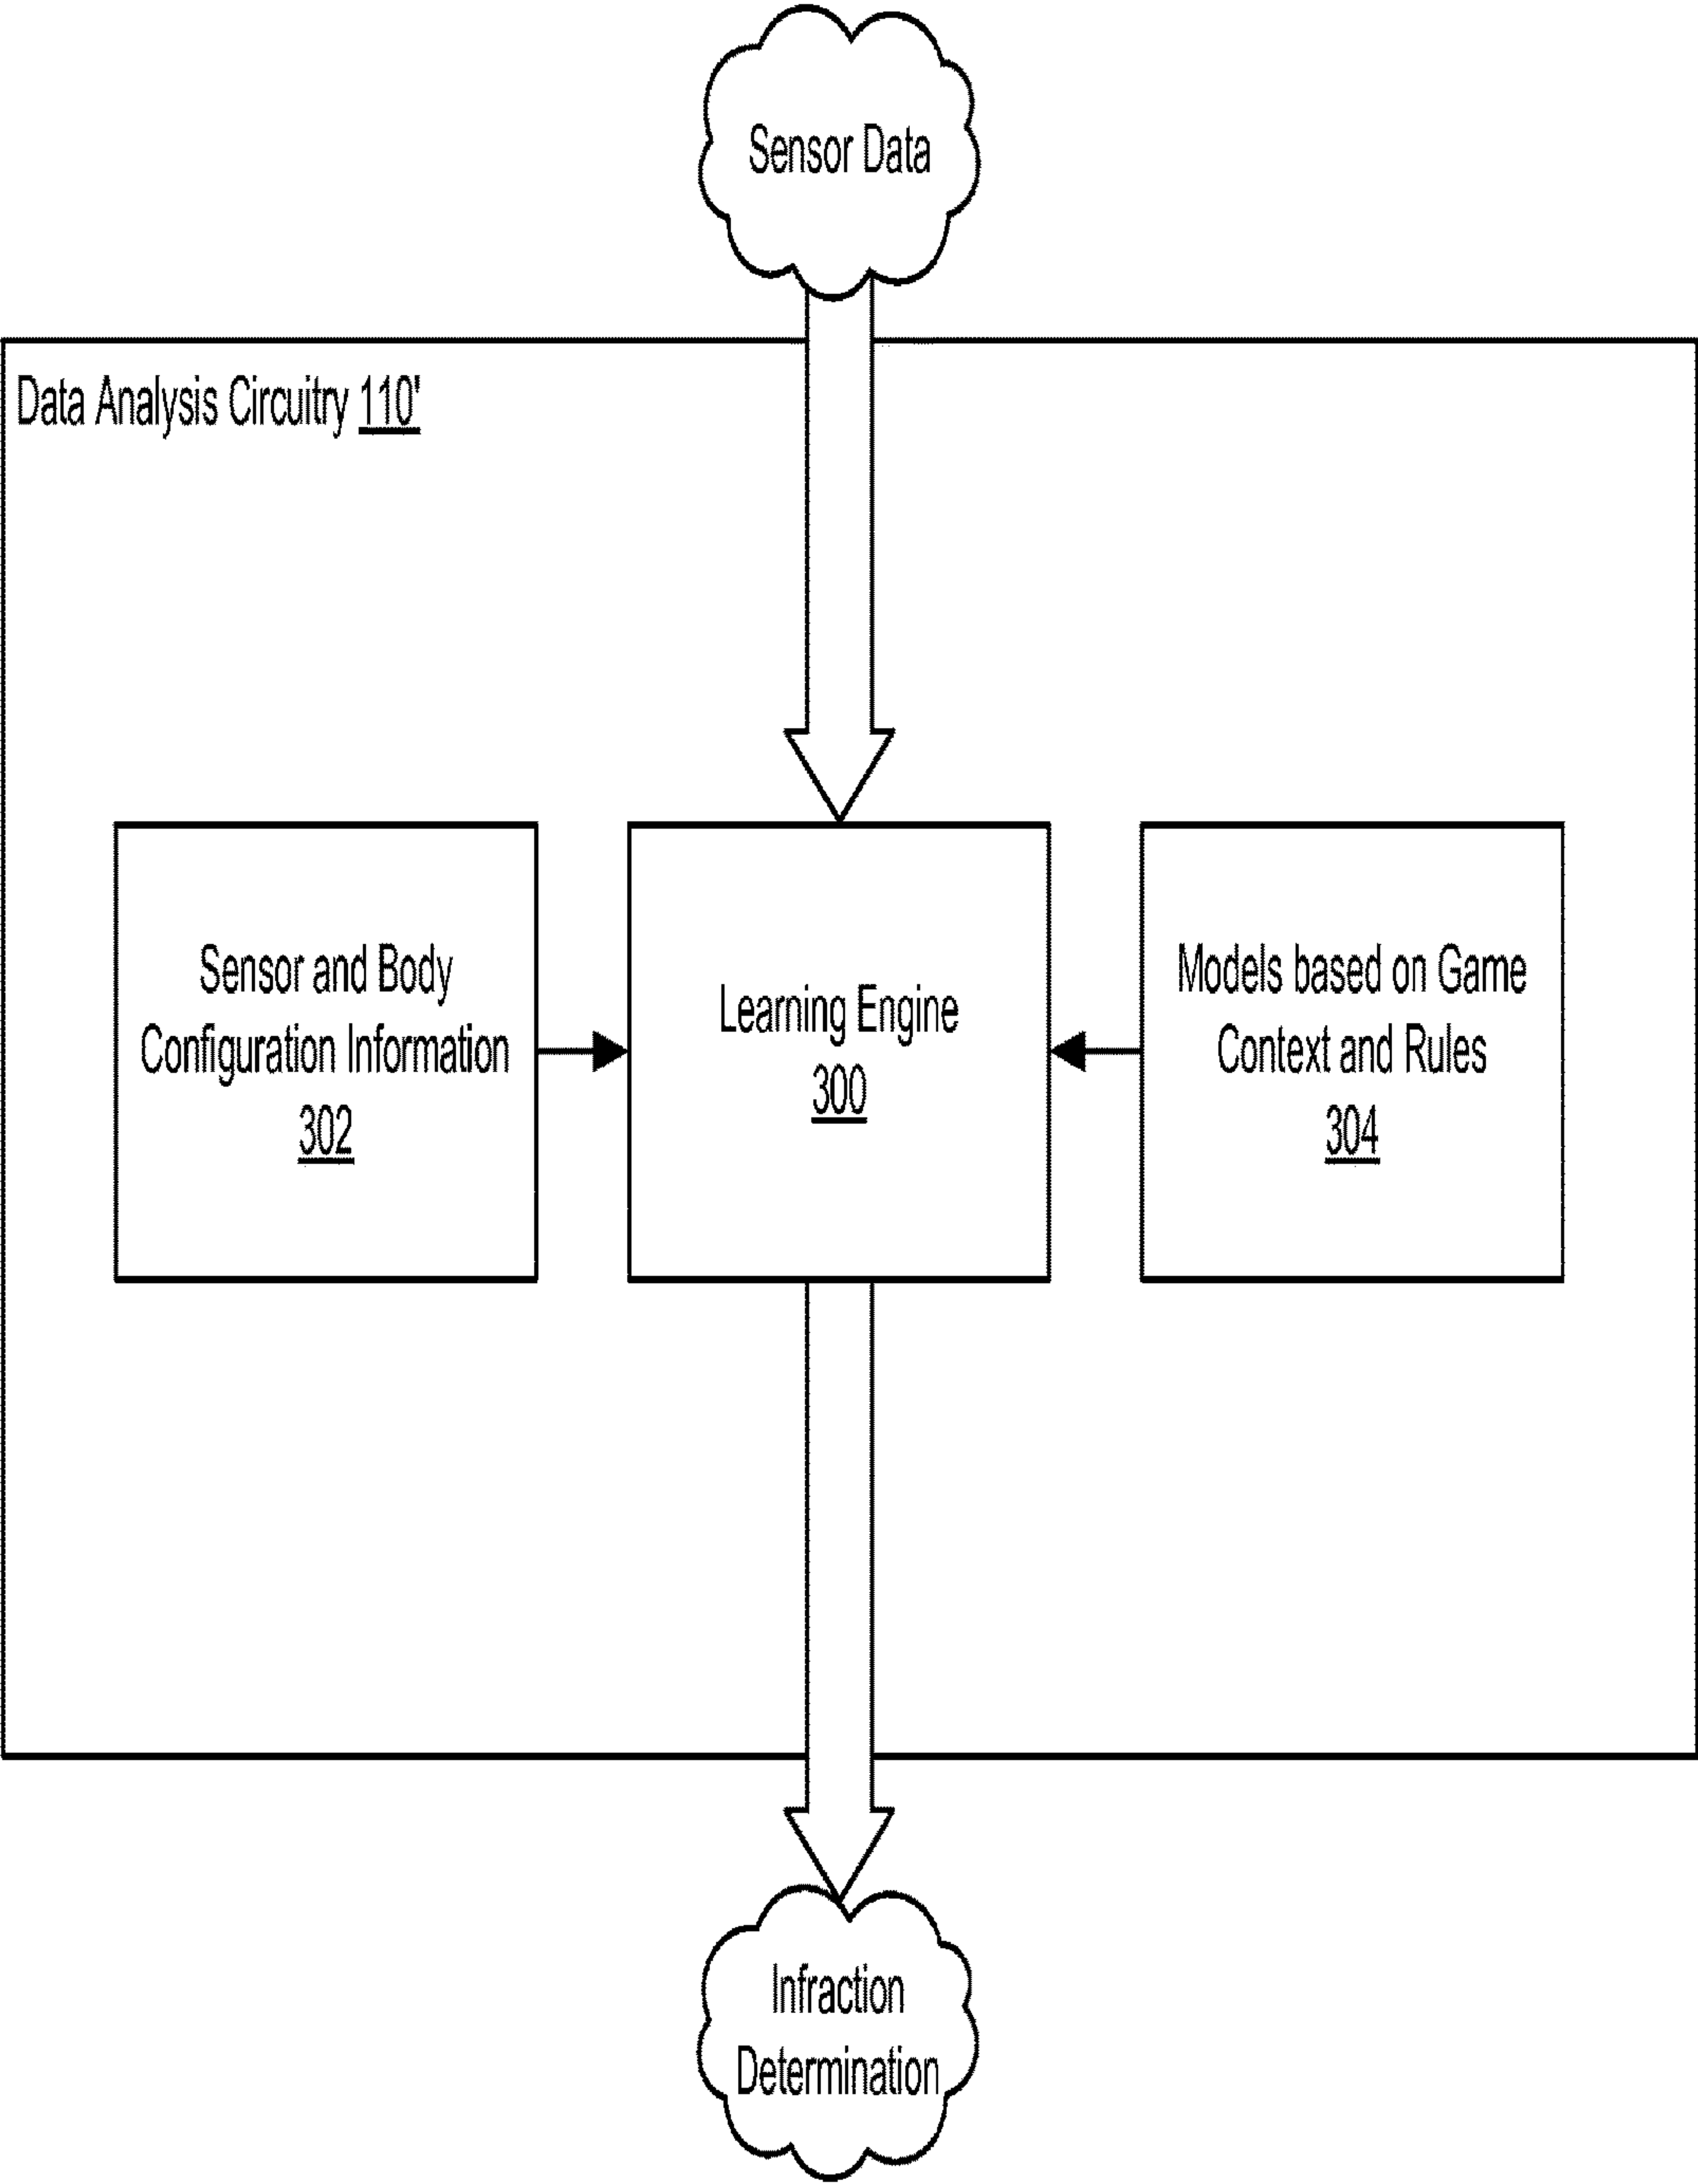 Sensor Data
Data Analysis Circuitry 110'
Sensor and Body
Configuration Information
302
Learning Engine
300
Models based on Game
Context and Rules
304
Infraction
Determination